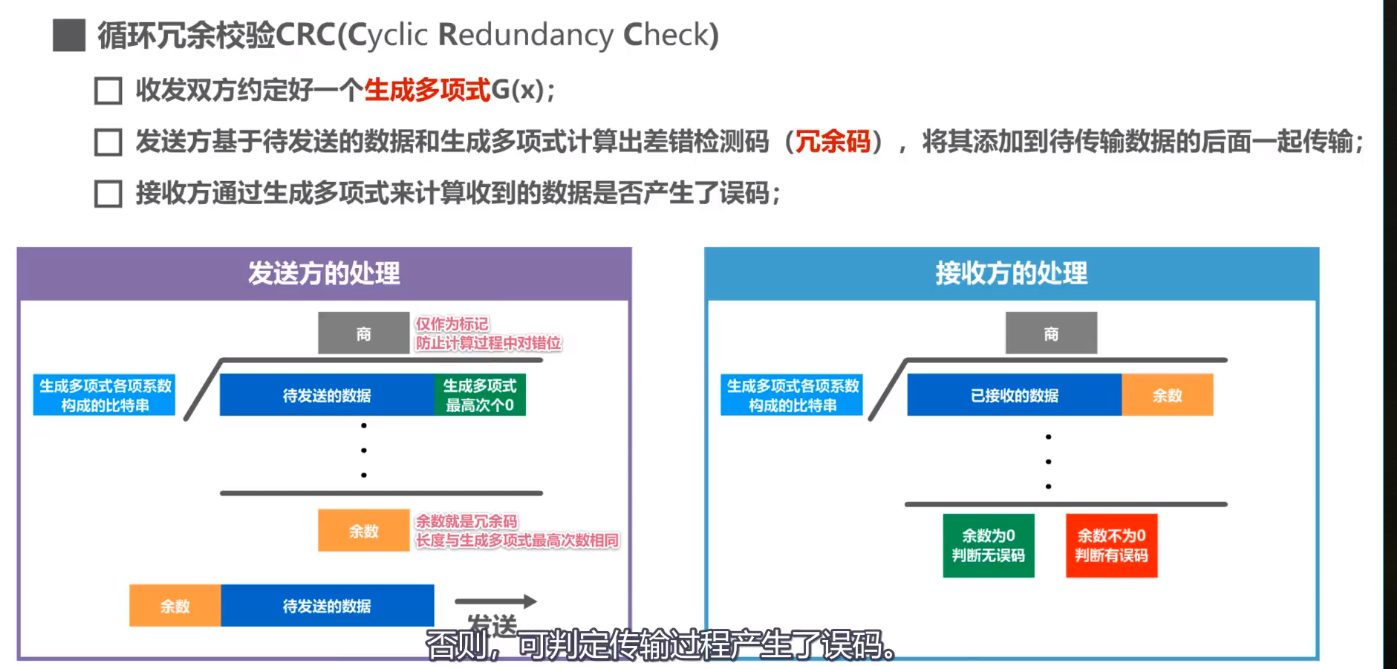 循环冗余校验CRC(Cyclic Redundancy Check)
收发双方约定好一个生成多项式G(x);
发送方基于待发送的数据和生成多项式计算出差错检测码（冗余码），将其添加到待传输数据的后面一起传输;
接收方通过生成多项式来计算收到的数据是否产生了误码;
发送方的处理
商
仅作为标记
防止计算过程中对错位
生成多项式各项系数
构成的比特串
待发送的数据
生成多项式
最高次个0
余数
余数就是冗余码
长度与生成多项式最高次数相同
余数
待发送的数据
发送
接收方的处理
商
生成多项式各项系数
构成的比特串
已接收的数据
余数
余数为0
判断无误码
余数不为0
判断有误码
否则，可判定传输过程产生了误码。